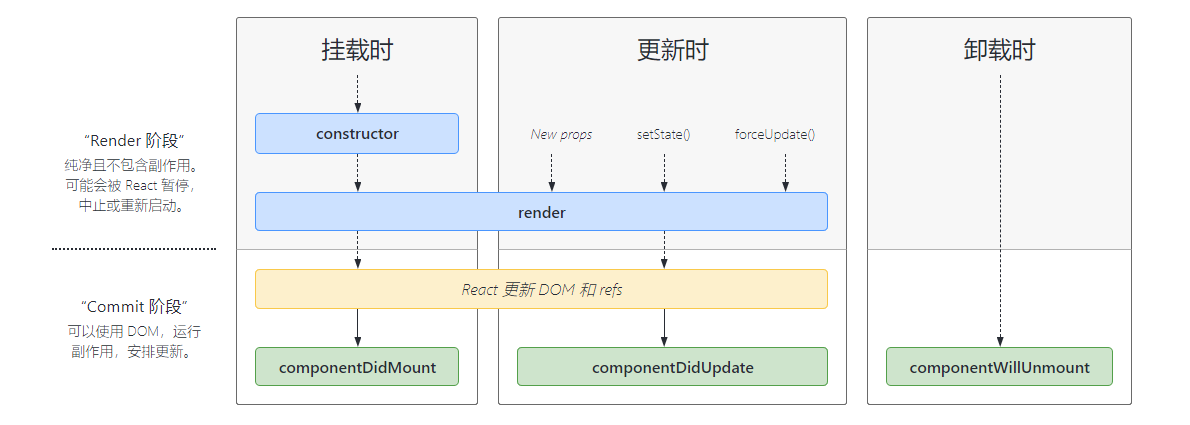 挂载时
更新时
卸载时
“Render 阶段”
纯净且不包含副作用。
可能会被 React 暂停，
中止或重新启动。
constructor
New props
setState()
forceUpdate()
render
“Commit 阶段”
可以使用 DOM，运行
副作用，安排更新。
React 更新 DOM 和 refs
componentDidMount
componentDidUpdate
componentWillUnmount